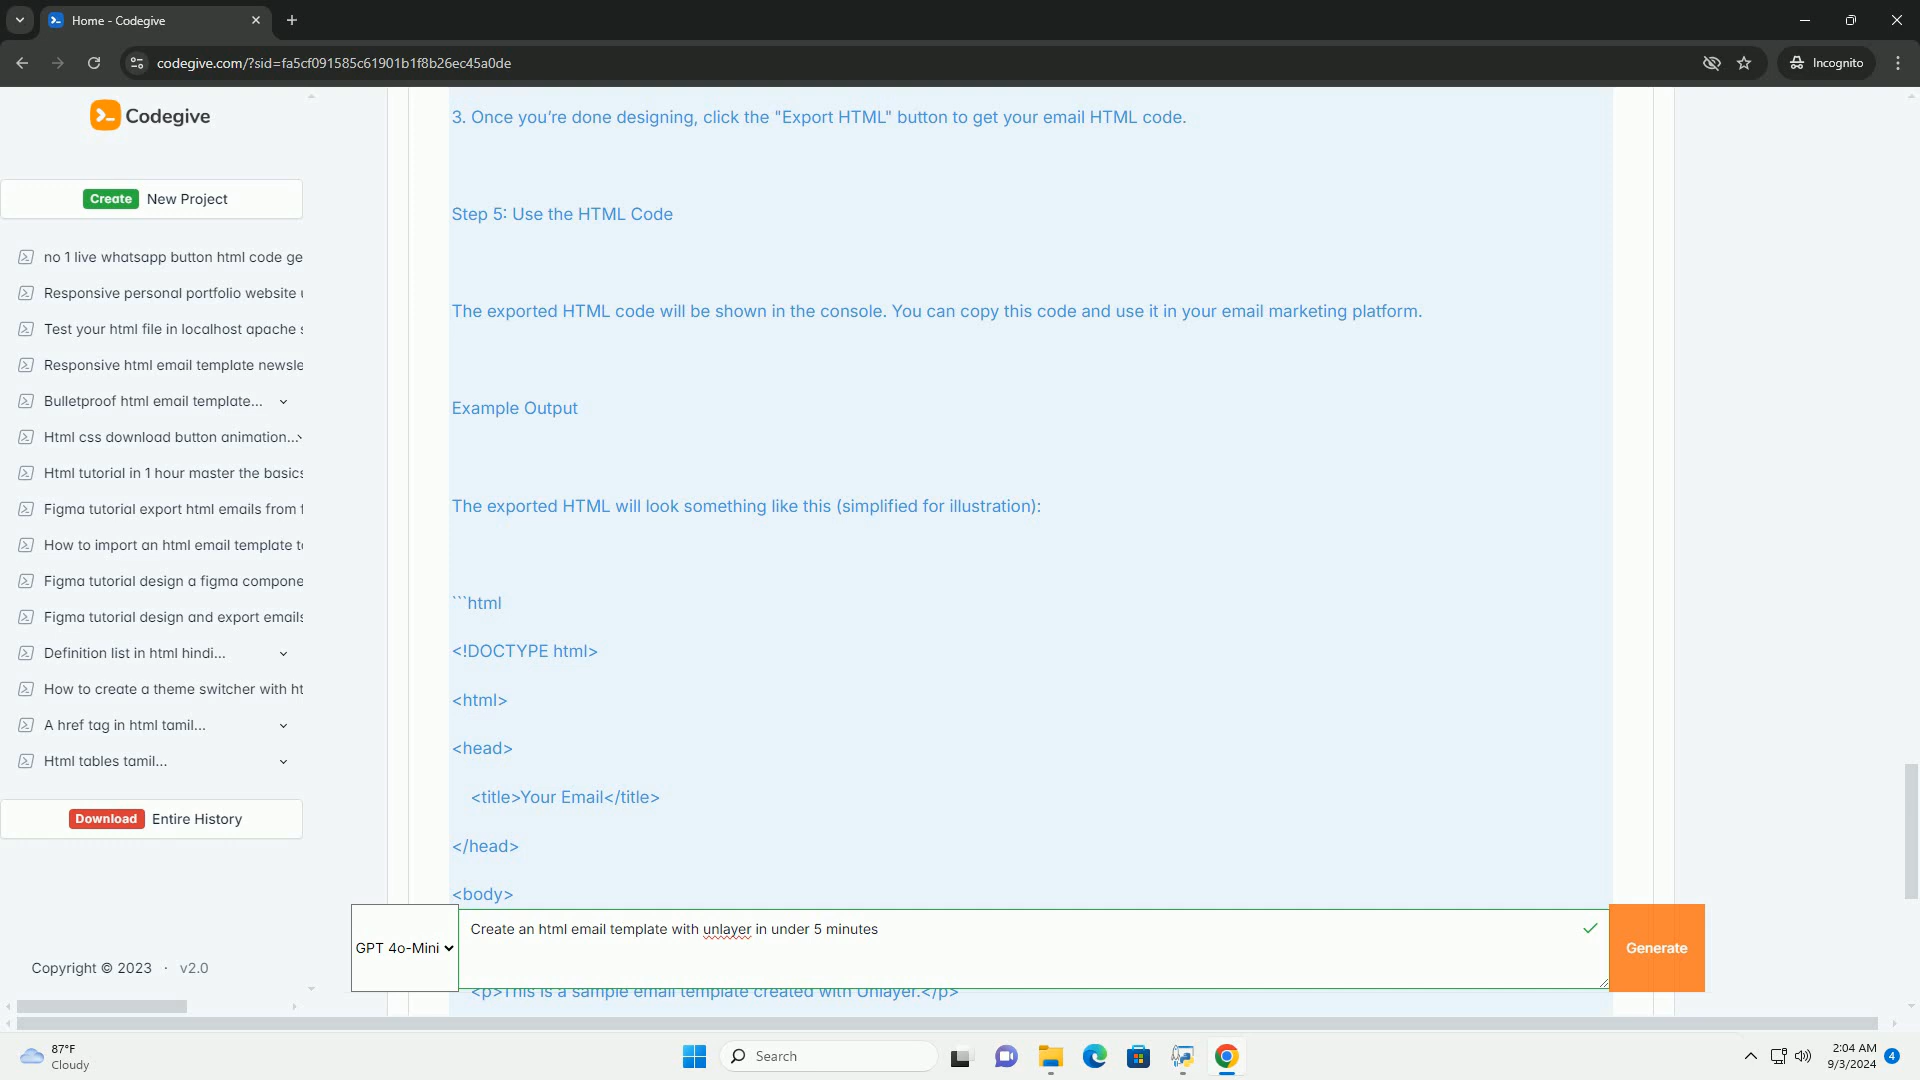 Home - Codegive
codegive.com/?sid=fa5cf091585c61901b1f8b26ec45a0de
Incognito
Codegive
Create New Project
no 1 live whatsapp button html code ge
Responsive personal portfolio website
Test your html file in localhost apache s
Responsive html email template newsle
Bulletproof html email template...
Html css download button animation...
Html tutorial in 1 hour master the basics
Figma tutorial export html emails from f
How to import an html email template to
Figma tutorial design a figma compone
Figma tutorial design and export emails
Definition list in html hindi...
How to create a theme switcher with ht
A href tag in html tamil...
Html tables tamil...
Download Entire History
Copyright © 2023 · v2.0
3. Once you're done designing, click the "Export HTML" button to get your email HTML code.
Step 5: Use the HTML Code
The exported HTML code will be shown in the console. You can copy this code and use it in your email marketing platform.
Example Output
The exported HTML will look something like this (simplified for illustration):
```html
<!DOCTYPE html>
<html>
<head>
<title>Your Email</title>
</head>
<body>
GPT 4o-Mini
Create an html email template with unlayer in under 5 minutes
Generate
<p>This is a sample email template created with Unlayer.</p>
87°F
Cloudy
Search
2:04 AM
9/3/2024
4